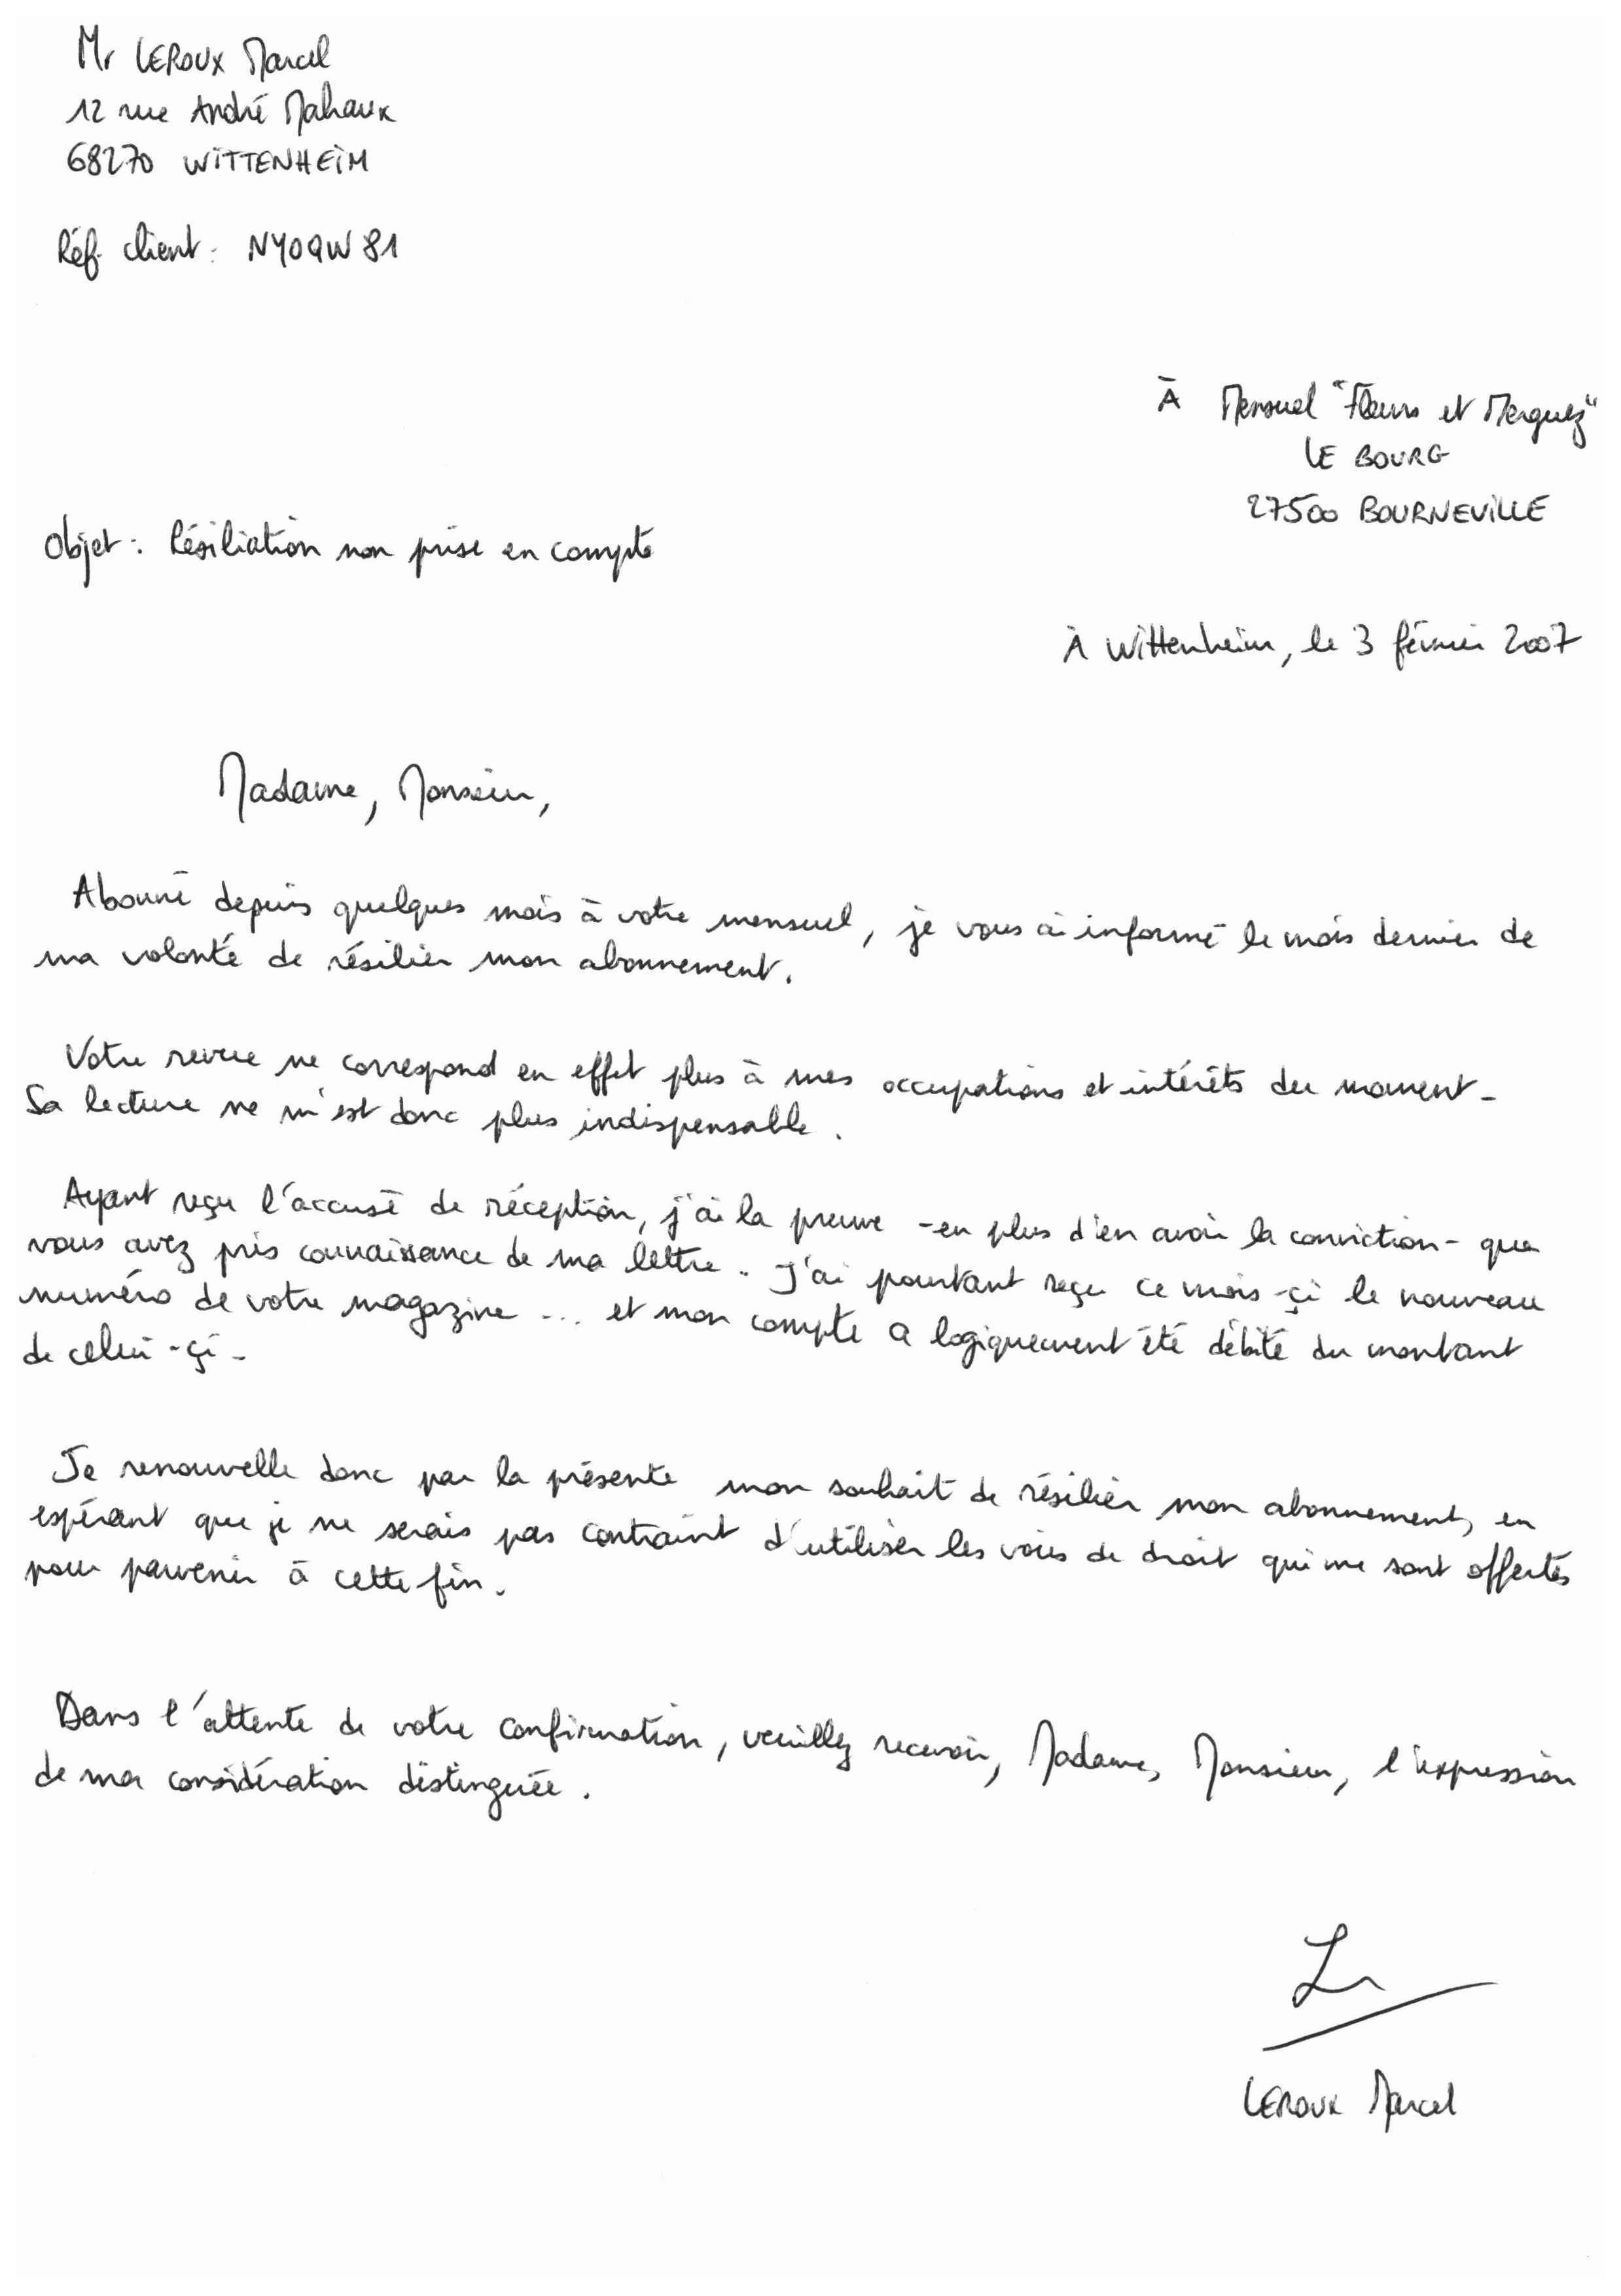 Mr LEROUX Marcel
12 rue André Mahaux
68270 WITTENHEIM
Réf. client : NYOQW81
À Mensuel "Fleurs et Merguez"
LE BOURG
27500 BOURNEVILLE
Objet : Résiliation non prise en compte
À Wittenheim, le 3 février 2007
Madame, Monsieur,
Abonné depuis quelques mois à votre mensuel, je vous ai informé le mois dernier de
ma volonté de résilier mon abonnement.
Votre revue ne correspond en effet plus à mes occupations et intérêts du moment.
Sa lecture ne m'est donc plus indispensable.
Ayant reçu l'accusé de réception, j'ai la preuve - en plus d'en avoir la conviction - que
vous avez pris connaissance de ma lettre. J'ai pourtant reçu ce mois-çi le nouveau
numéro de votre magazine ... et mon compte a logiquement été débité du montant
de celui-çi.
Je renouvelle donc par la présente mon souhait de résilier mon abonnement, en
espérant que je ne serais pas contraint d'utiliser les voies de droit qui me sont offertes
pour parvenir à cette fin.
Dans l'attente de votre confirmation, veuillez recevoir, Madame, Monsieur, l'expression
de ma considération distinguée.
LEROUX Marcel